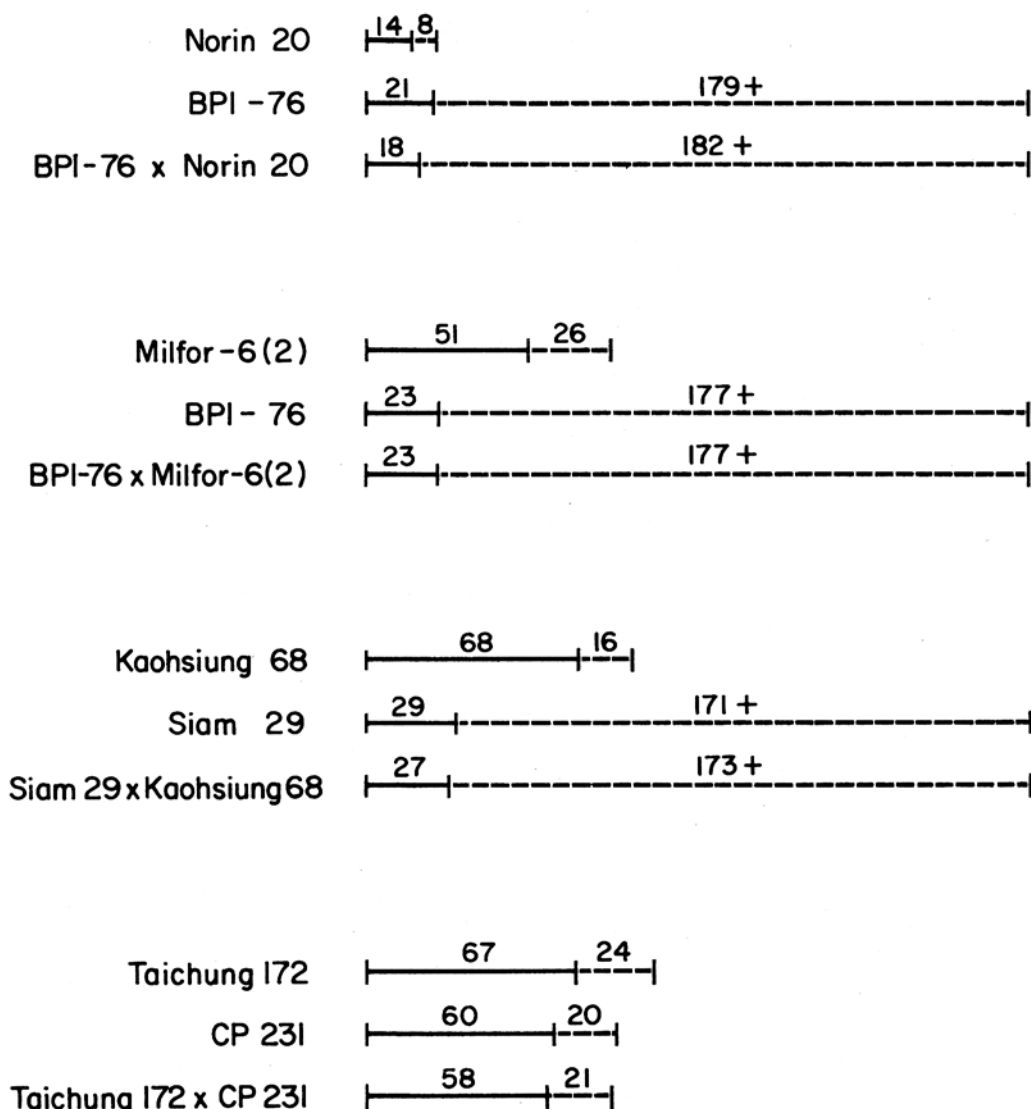 14 8
Norin 20
21 179+
BPI-76
18 182+
BPI-76 x Norin 20
51 26
Milfor-6(2)
23 177+
BPI-76
23 177+
BPI-76 x Milfor-6(2)
68 16
Kaohsiung 68
29 171+
Siam 29
27 173+
Siam 29 x Kaohsiung 68
67 24
Taichung 172
60 20
CP 231
58 21
Taichung 172 x CP 231